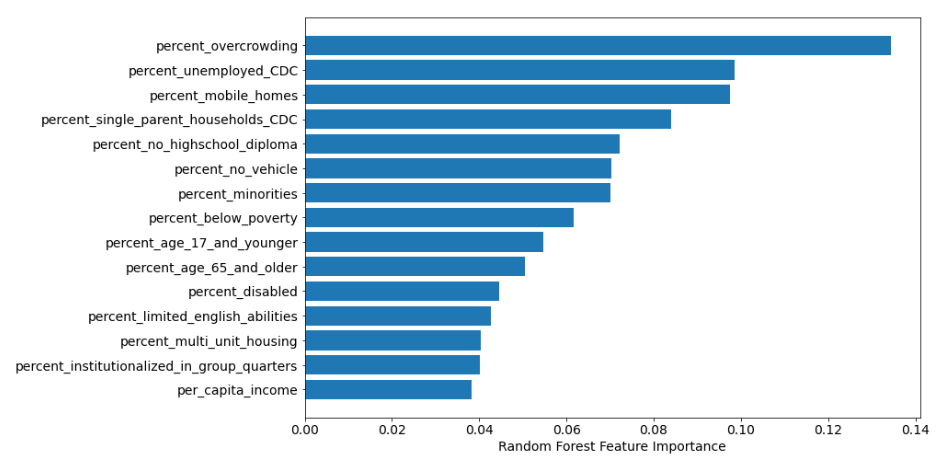 percent_overcrowding
percent_unemployed_CDC
percent_mobile_homes
percent_single_parent_households_CDC
percent_no_highschool_diploma
percent_no_vehicle
percent_minorities
percent_below_poverty
percent_age_17_and_younger
percent_age_65_and_older
percent_disabled
percent_limited_english_abilities
percent_multi_unit_housing
percent_institutionalized_in_group_quarters
per_capita_income
0.00 0.02 0.04 0.06 0.08 0.10 0.12 0.14
Random Forest Feature Importance